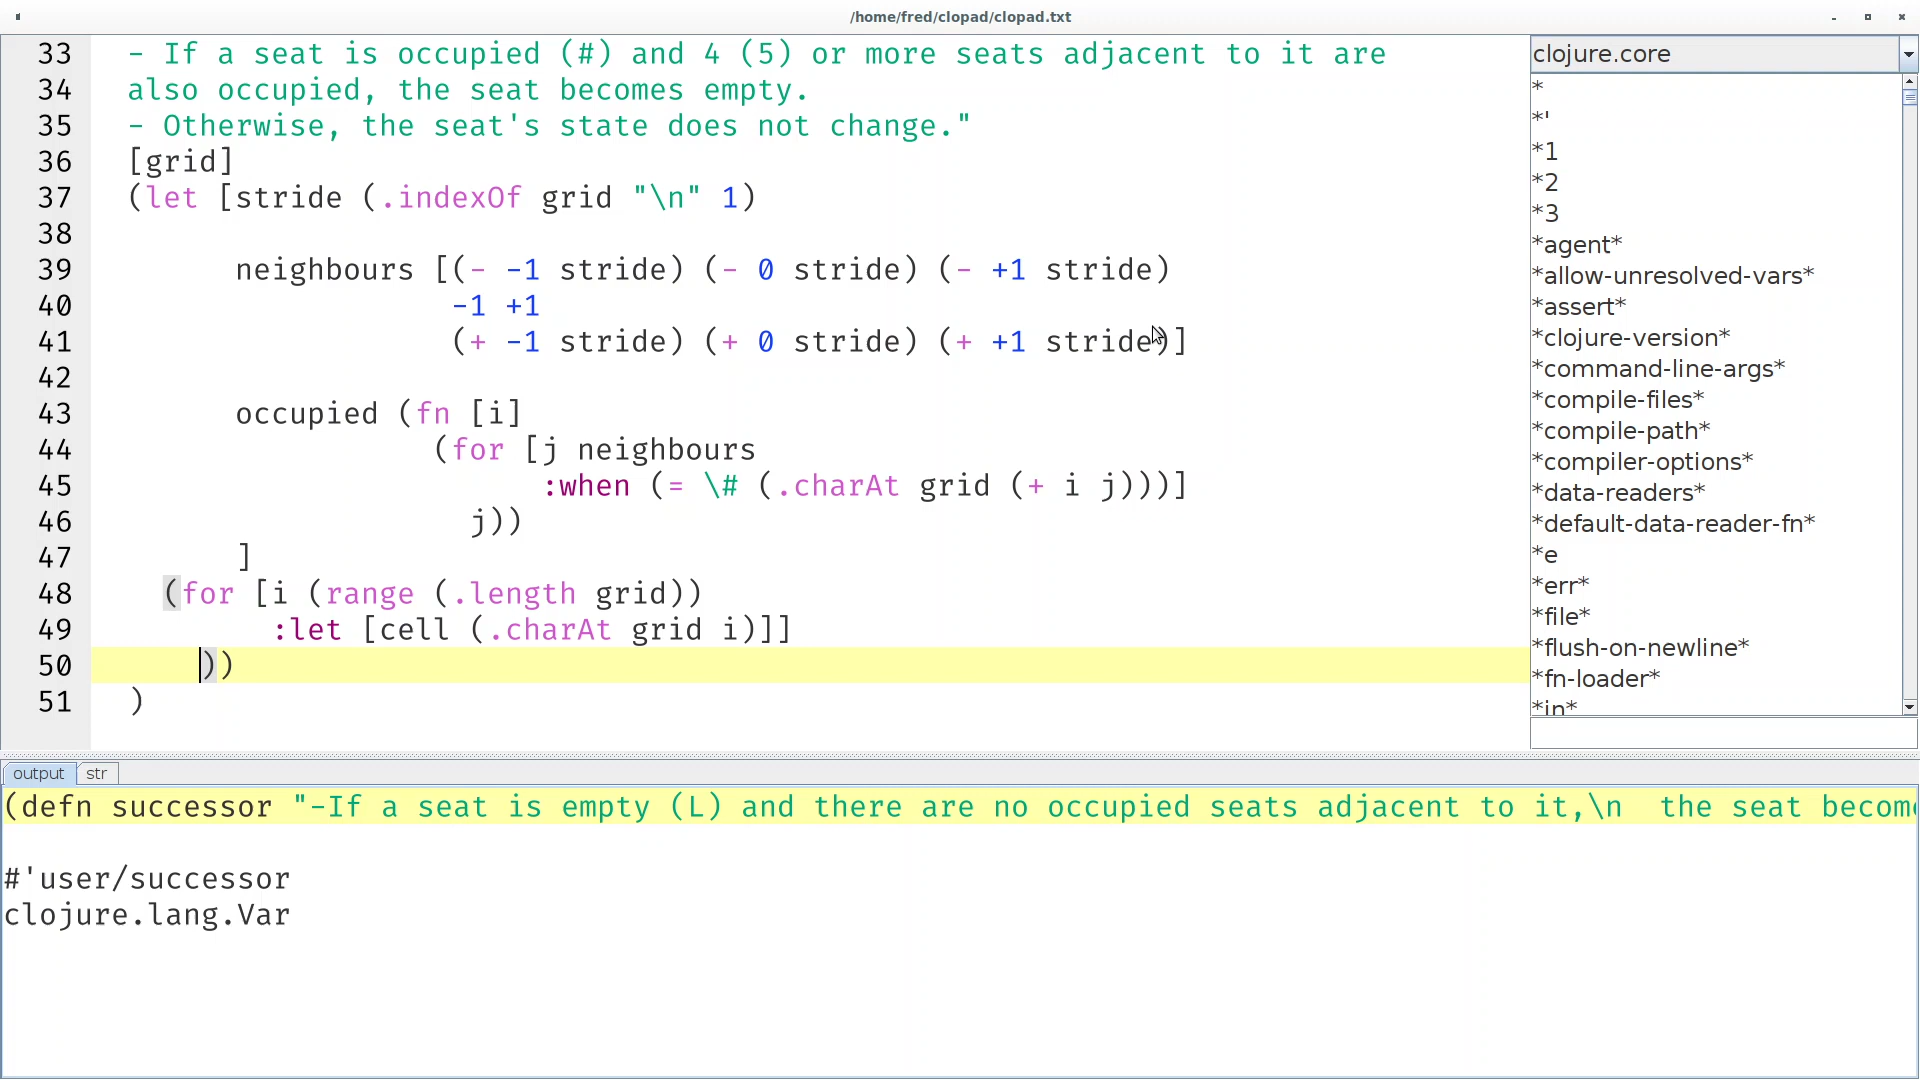 /home/fred/clopad/clopad.txt
33 - If a seat is occupied (#) and 4 (5) or more seats adjacent to it are
34 also occupied, the seat becomes empty.
35 - Otherwise, the seat's state does not change."
36 [grid]
37 (let [stride (.indexOf grid "\n" 1)
38
39 neighbours [(- -1 stride) (- 0 stride) (- +1 stride)
40 -1 +1
41 (+ -1 stride) (+ 0 stride) (+ +1 stride)]
42
43 occupied (fn [i]
44 (for [j neighbours
45 :when (= \# (.charAt grid (+ i j)))]
46 j))
47 ]
48 (for [i (range (.length grid))
49 :let [cell (.charAt grid i)]]
50 ))
51 )
clojure.core
*
*'
*1
*2
*3
*agent*
*allow-unresolved-vars*
*assert*
*clojure-version*
*command-line-args*
*compile-files*
*compile-path*
*compiler-options*
*data-readers*
*default-data-reader-fn*
*e
*err*
*file*
*flush-on-newline*
*fn-loader*
*in*
output str
(defn successor "-If a seat is empty (L) and there are no occupied seats adjacent to it,\n  the seat becom
#'user/successor
clojure.lang.Var